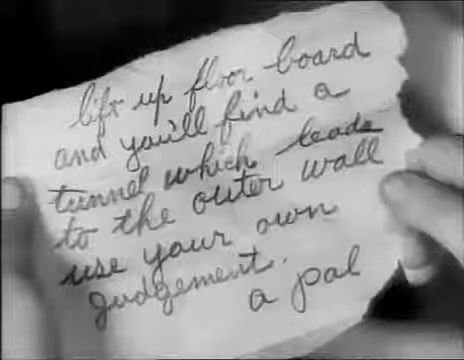 lift up floor board
and you'll find a
tunnel which leads
to the outer wall
use your own
judgement.
a pal